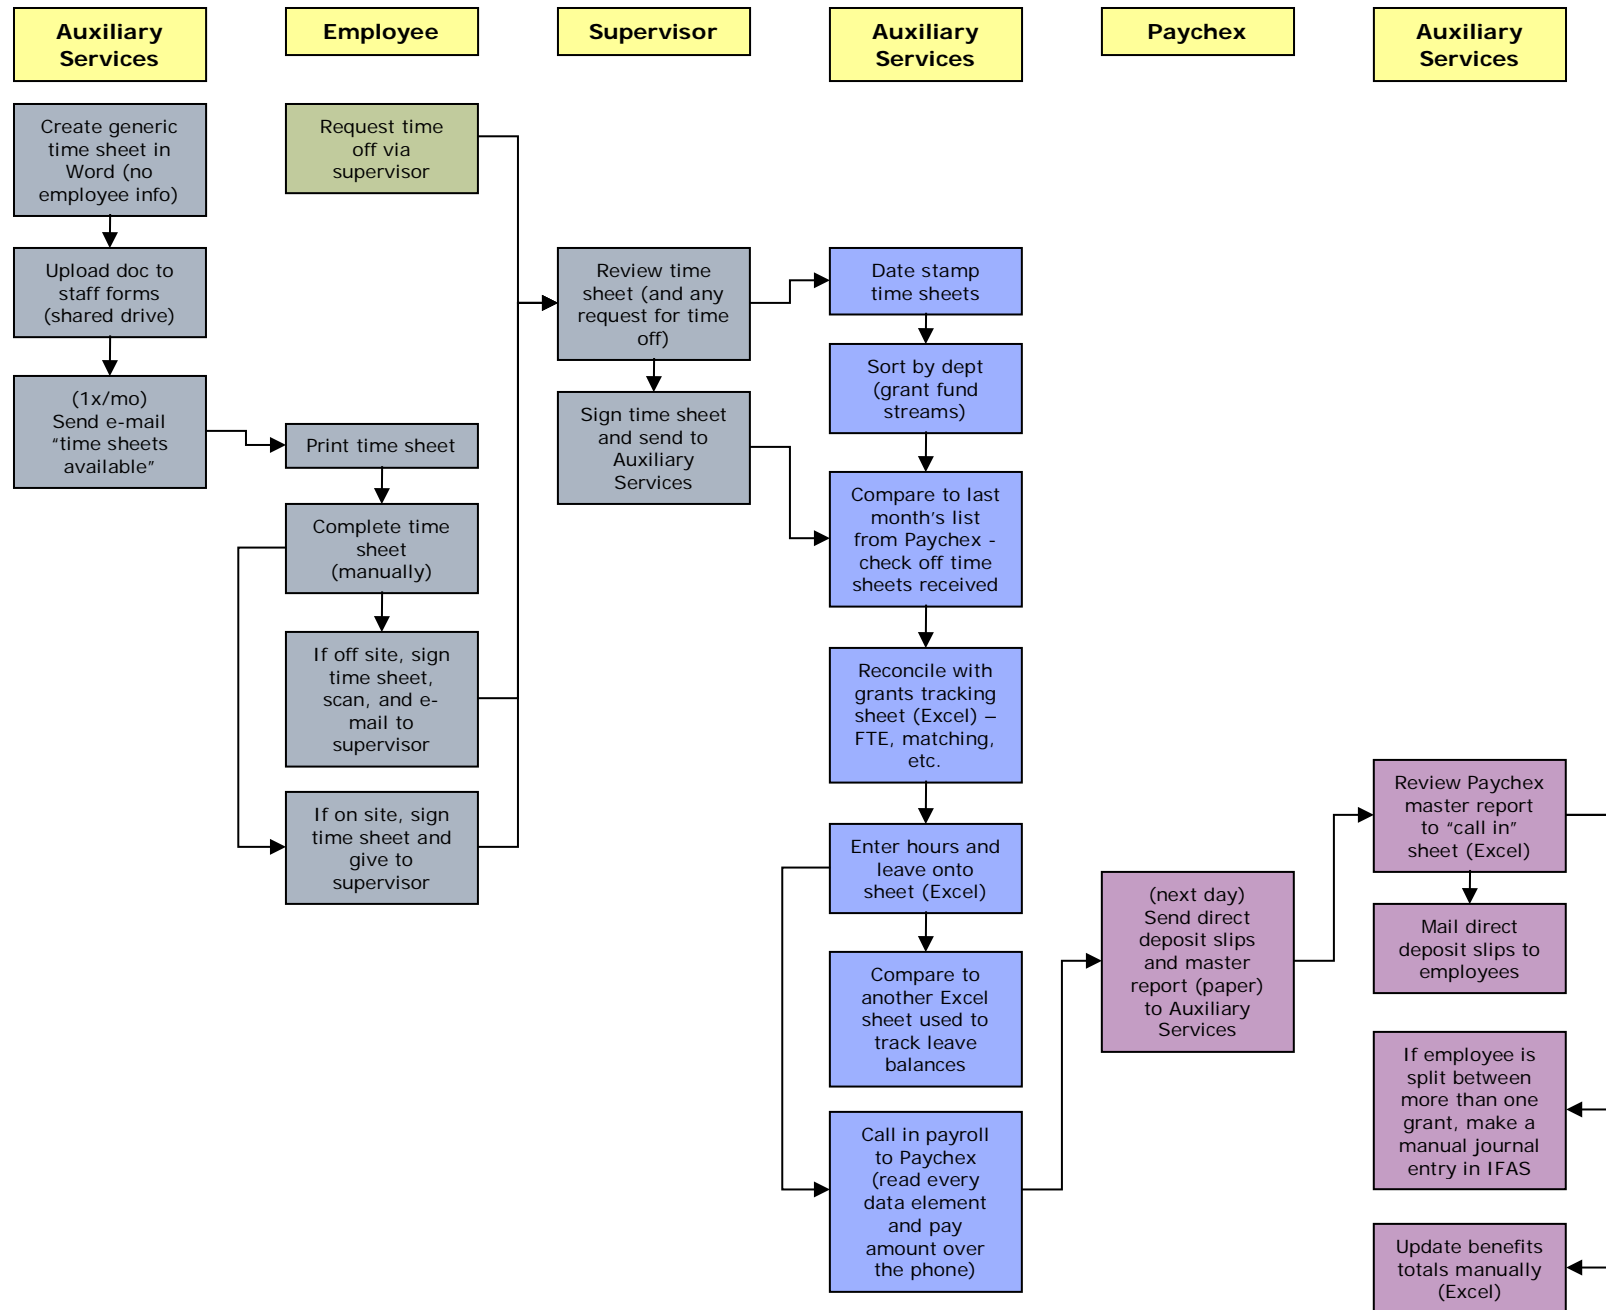 Auxiliary
Services
Employee
Supervisor
Auxiliary
Services
Paychex
Auxiliary
Services
Create generic
time sheet in
Word (no
employee info)
Upload doc to
staff forms
(shared drive)
(1x/mo)
Send e-mail
“time sheets
available”
Request time
off via
supervisor
Print time sheet
Complete time
sheet
(manually)
If off site, sign
time sheet,
scan, and e-
mail to
supervisor
If on site, sign
time sheet and
give to
supervisor
Review time
sheet (and any
request for time
off)
Sign time sheet
and send to
Auxiliary
Services
Date stamp
time sheets
Sort by dept
(grant fund
streams)
Compare to last
month’s list
from Paychex -
check off time
sheets received
Reconcile with
grants tracking
sheet (Excel) –
FTE, matching,
etc.
Enter hours and
leave onto
sheet (Excel)
Compare to
another Excel
sheet used to
track leave
balances
Call in payroll
to Paychex
(read every
data element
and pay
amount over
the phone)
(next day)
Send direct
deposit slips
and master
report (paper)
to Auxiliary
Services
Review Paychex
master report
to “call in”
sheet (Excel)
Mail direct
deposit slips to
employees
If employee is
split between
more than one
grant, make a
manual journal
entry in IFAS
Update benefits
totals manually
(Excel)